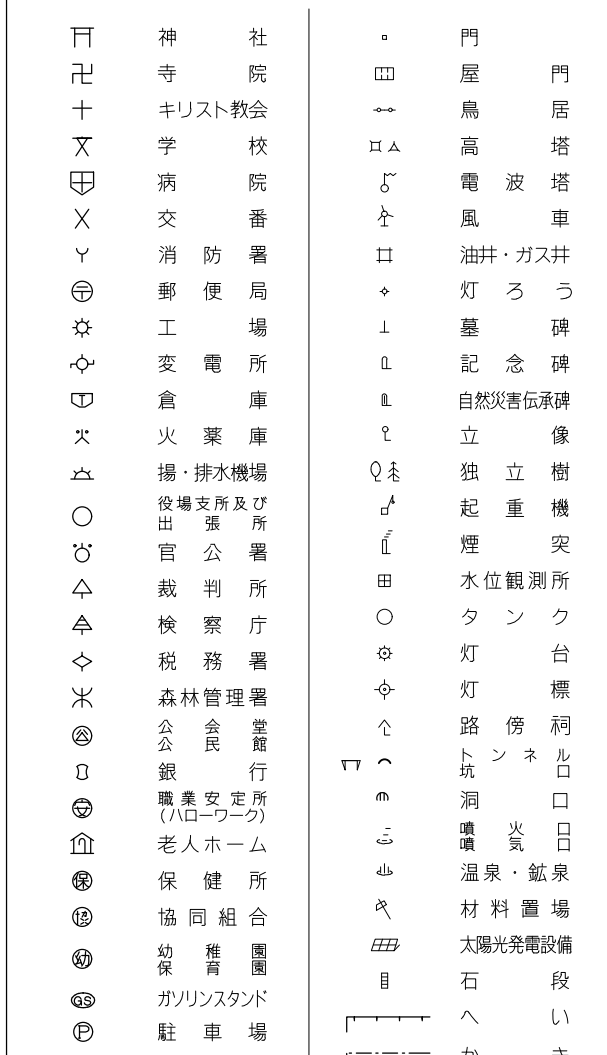 神社
寺院
キリスト教会
学校
病院
交番
消防署
郵便局
工場
変電所
倉庫
火薬庫
揚・排水機場
役場支所及び
出張所
官公署
裁判所
検察庁
税務署
森林管理署
公会堂
公民館
銀行
職業安定所
(ハローワーク)
老人ホーム
保 保健所
協 協同組合
幼 幼稚園
保育園
GS ガソリンスタンド
P 駐車場
門
屋門
鳥居
高塔
電波塔
風車
油井・ガス井
灯ろう
墓碑
記念碑
自然災害伝承碑
立像
独立樹
起重機
煙突
水位観測所
タンク
灯台
灯標
路傍祠
トンネル
坑口
洞口
噴火口
噴気口
温泉・鉱泉
材料置場
太陽光発電設備
石段
へい